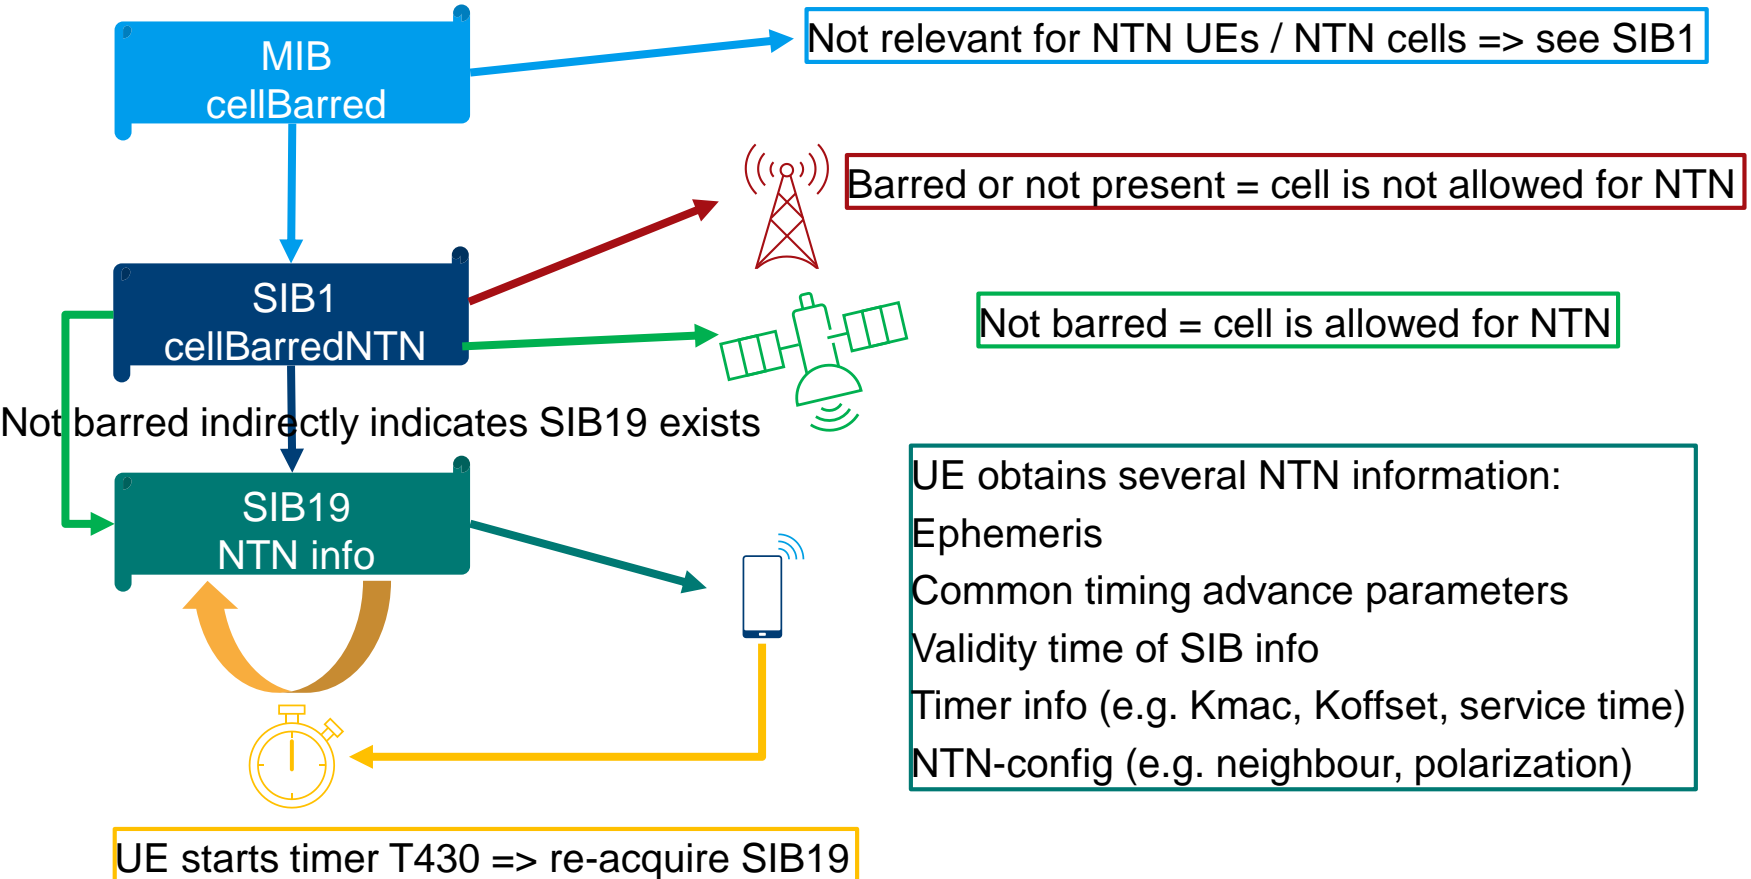 MIB
cellBarred
Not relevant for NTN UEs / NTN cells => see SIB1
Barred or not present = cell is not allowed for NTN
SIB1
cellBarredNTN
Not barred = cell is allowed for NTN
Not barred indirectly indicates SIB19 exists
SIB19
NTN info
UE obtains several NTN information:
Ephemeris
Common timing advance parameters
Validity time of SIB info
Timer info (e.g. Kmac, Koffset, service time)
NTN-config (e.g. neighbour, polarization)
UE starts timer T430 => re-acquire SIB19